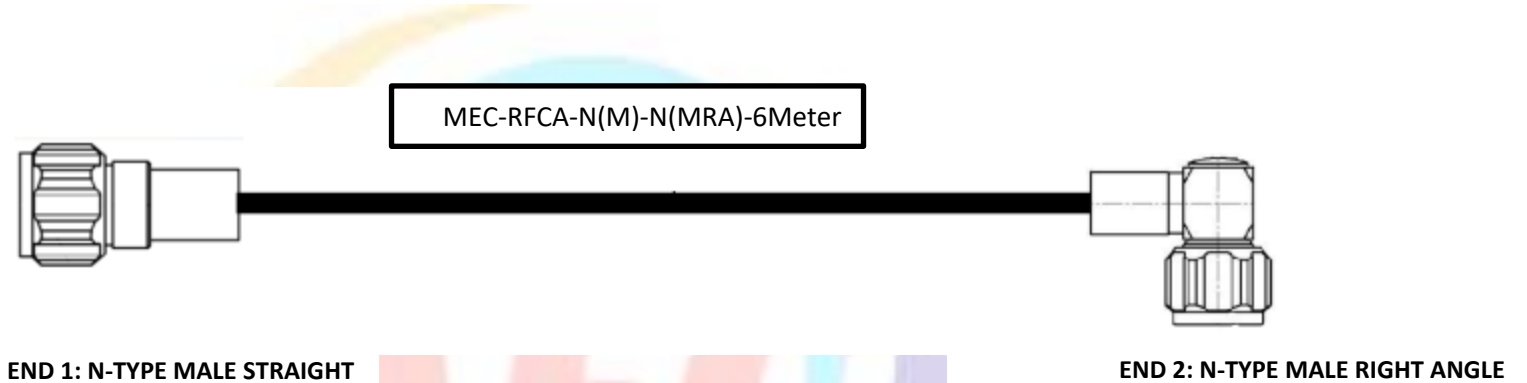 MEC-RFCA-N(M)-N(MRA)-6Meter
END 1: N-TYPE MALE STRAIGHT
END 2: N-TYPE MALE RIGHT ANGLE